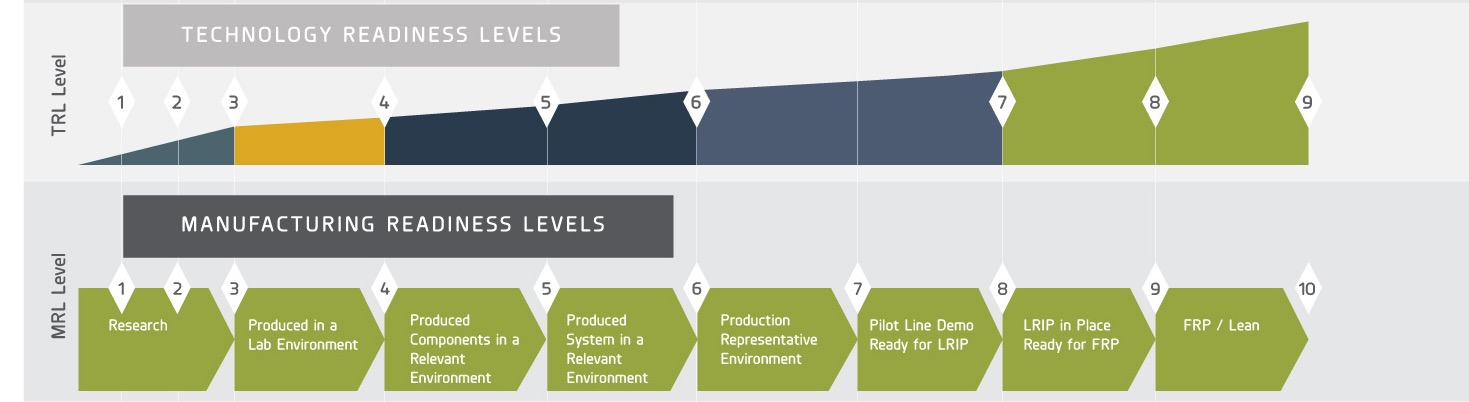 TECHNOLOGY READINESS LEVELS
TRL Level
1 2 3 4 5 6 7 8 9
MANUFACTURING READINESS LEVELS
MRL Level
1 2 3 4 5 6 7 8 9 10
Research
Produced in a
Lab Environment
Produced
Components in a
Relevant
Environment
Produced
System in a
Relevant
Environment
Production
Representative
Environment
Pilot Line Demo
Ready for LRIP
LRIP in Place
Ready for FRP
FRP / Lean